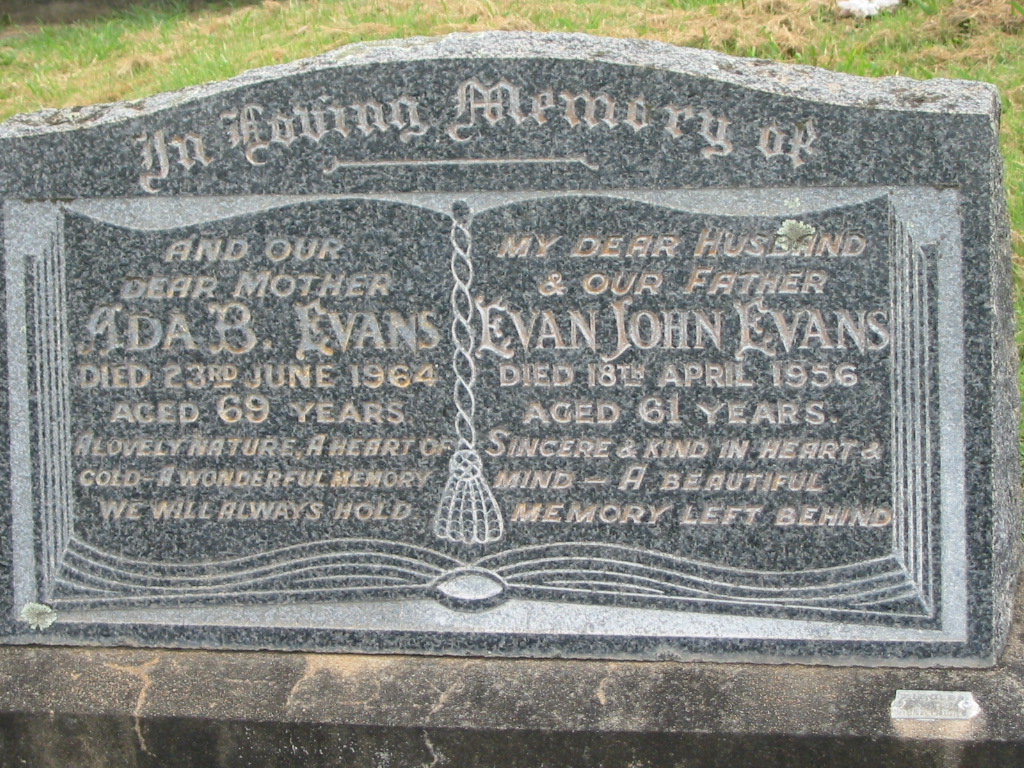 In Loving Memory of
AND OUR
DEAR MOTHER
ADA B. EVANS
DIED 23RD JUNE 1964
AGED 69 YEARS
A LOVELY NATURE, A HEART OF
GOLD-A WONDERFUL MEMORY
WE WILL ALWAYS HOLD
MY DEAR HUSBAND
& OUR FATHER
EVAN JOHN EVANS
DIED 18TH APRIL 1956
AGED 61 YEARS.
SINCERE & KIND IN HEART &
MIND - A BEAUTIFUL
MEMORY LEFT BEHIND